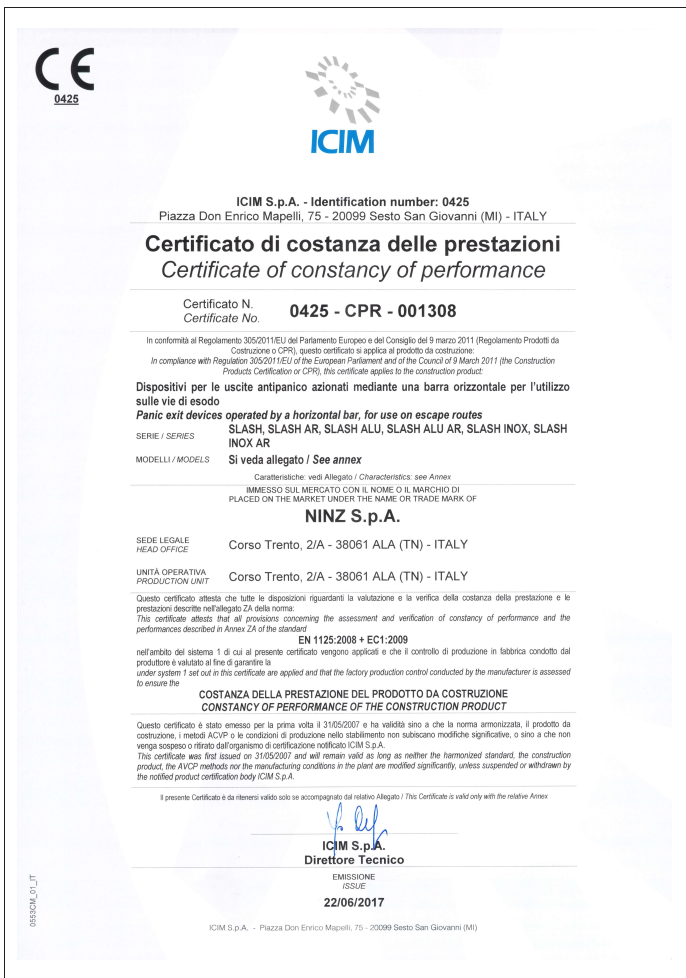 CE
0425
ICIM
ICIM S.p.A. - Identification number: 0425
Piazza Don Enrico Mapelli, 75 - 20099 Sesto San Giovanni (MI) - ITALY
Certificato di costanza delle prestazioni
Certificate of constancy of performance
Certificato N.
Certificate No.
0425 - CPR - 001308
In conformità al Regolamento 305/2011/EU del Parlamento Europeo e del Consiglio del 9 marzo 2011 (Regolamento Prodotti da
Costruzione o CPR), questo certificato si applica al prodotto da costruzione:
In compliance with Regulation 305/2011/EU of the European Parliament and of the Council of 9 March 2011 (the Construction
Products Certification or CPR), this certificate applies to the construction product:
Dispositivi per le uscite antipanico azionati mediante una barra orizzontale per l'utilizzo
sulle vie di esodo
Panic exit devices operated by a horizontal bar, for use on escape routes
SERIE / SERIES
SLASH, SLASH AR, SLASH ALU, SLASH ALU AR, SLASH INOX, SLASH
INOX AR
MODELLI / MODELS
Si veda allegato / See annex
Caratteristiche: vedi Allegato / Characteristics: see Annex
IMMESSO SUL MERCATO CON IL NOME O IL MARCHIO DI
PLACED ON THE MARKET UNDER THE NAME OR TRADE MARK OF
NINZ S.p.A.
SEDE LEGALE
HEAD OFFICE
Corso Trento, 2/A - 38061 ALA (TN) - ITALY
UNITÀ OPERATIVA
PRODUCTION UNIT
Corso Trento, 2/A - 38061 ALA (TN) - ITALY
Questo certificato attesta che tutte le disposizioni riguardanti la valutazione e la verifica della costanza della prestazione e le
prestazioni descritte nell'allegato ZA della norma:
This certificate attests that all provisions concerning the assessment and verification of constancy of performance and the
performances described in Annex ZA of the standard
EN 1125:2008 + EC1:2009
nell'ambito del sistema 1 di cui al presente certificato vengono applicati e che il controllo di produzione in fabbrica condotto dal
produttore è valutato al fine di garantire la
under system 1 set out in this certificate are applied and that the factory production control conducted by the manufacturer is assessed
to ensure the
COSTANZA DELLA PRESTAZIONE DEL PRODOTTO DA COSTRUZIONE
CONSTANCY OF PERFORMANCE OF THE CONSTRUCTION PRODUCT
Questo certificato è stato emesso per la prima volta il 31/05/2007 e ha validità sino a che la norma armonizzata, il prodotto da
costruzione, i metodi ACVP o le condizioni di produzione nello stabilimento non subiscano modifiche significative, o sino a che non
venga sospeso o ritirato dall'organismo di certificazione notificato ICIM S.p.A.
This certificate was first issued on 31/05/2007 and will remain valid as long as neither the harmonized standard, the construction
product, the AVCP methods nor the manufacturing conditions in the plant are modified significantly, unless suspended or withdrawn by
the notified product certification body ICIM S.p.A.
Il presente Certificato è da ritenersi valido solo se accompagnato dal relativo Allegato / This Certificate is valid only with the relative Annex
ICIM S.p.A.
Direttore Tecnico
EMISSIONE
ISSUE
22/06/2017
0553CM_01_IT
ICIM S.p.A. - Piazza Don Enrico Mapelli, 75 - 20099 Sesto San Giovanni (MI)